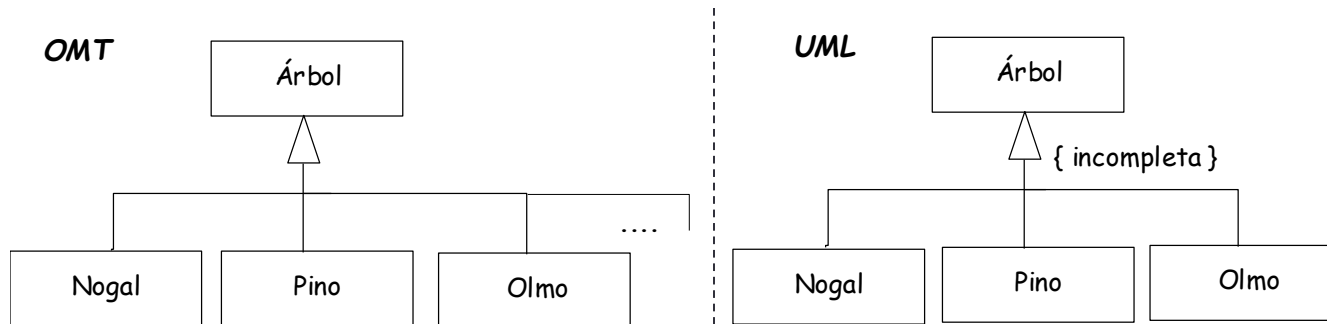 OMT
Árbol
....
Nogal
Pino
Olmo
UML
Árbol
{ incompleta }
Nogal
Pino
Olmo